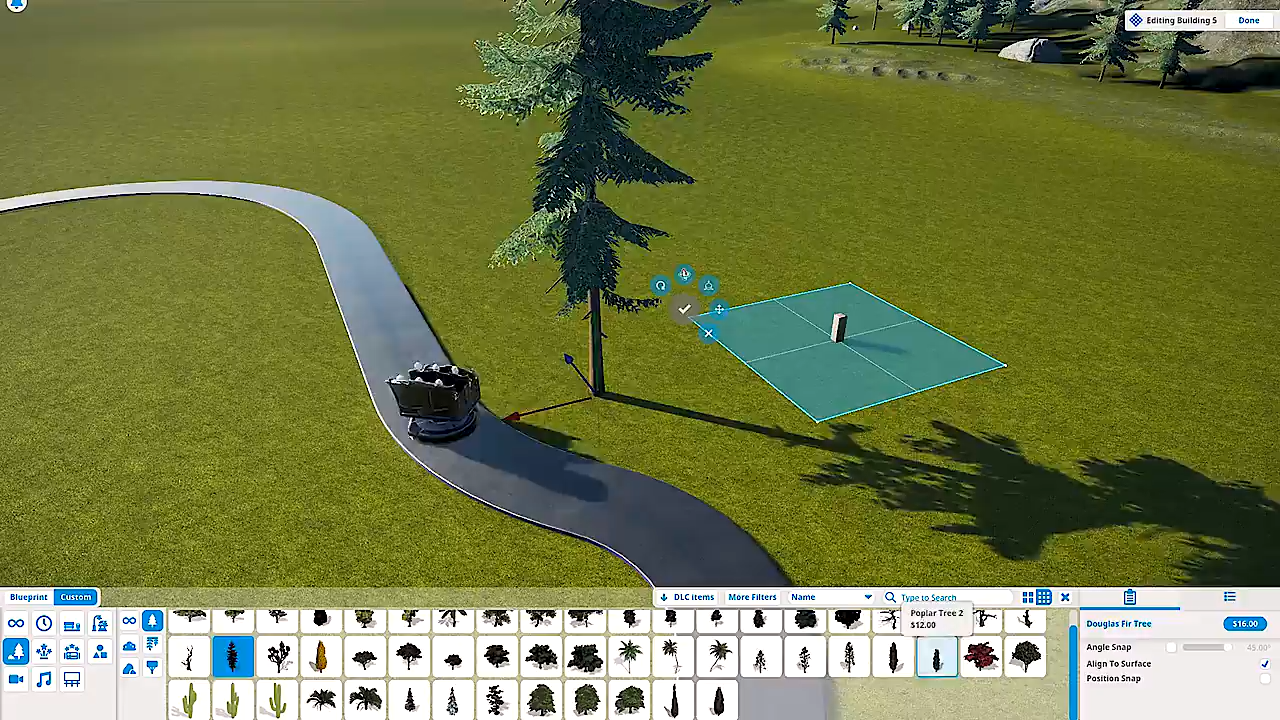 Editing Building 5 Done
Blueprint Custom
DLC items More Filters Name Type to Search
Poplar Tree 2
$12.00
Douglas Fir Tree $16.00
Angle Snap 45.00°
Align To Surface
Position Snap